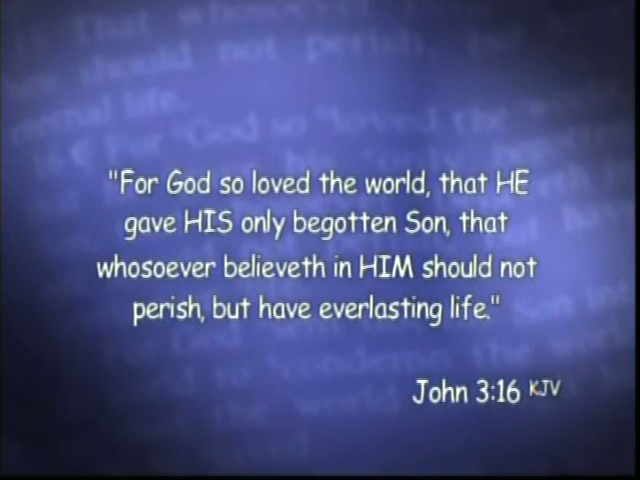 "For God so loved the world, that HE
gave HIS only begotten Son, that
whosoever believeth in HIM should not
perish, but have everlasting life."
John 3:16 KJV